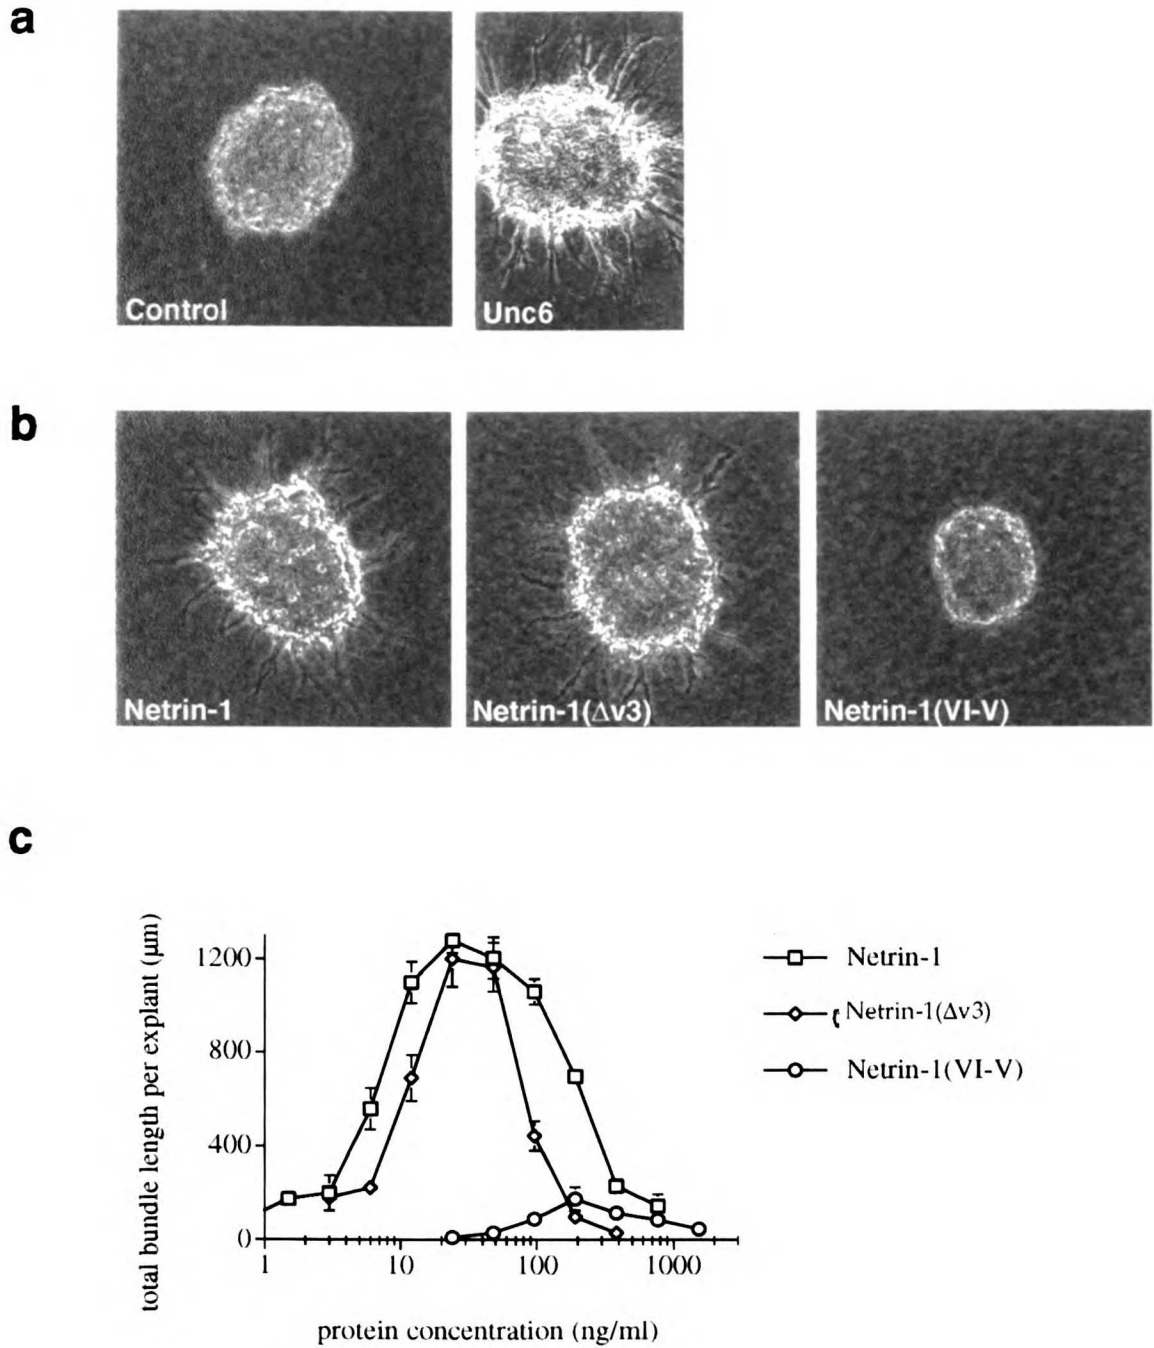 a
Control
Unc6
b
Netrin-1
Netrin-1(Δv3)
Netrin-1(VI-V)
c
total bundle length per explant (μm)
1200
800
400
0
1
10
100
1000
protein concentration (ng/ml)
Netrin-1
Netrin-1(Δv3)
Netrin-1(VI-V)